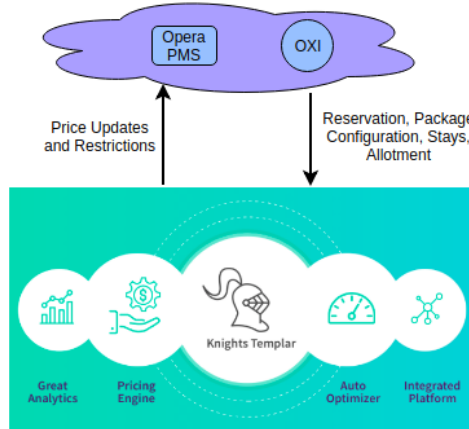 Opera
PMS
OXI
Price Updates
and Restrictions
Reservation, Package
Configuration, Stays,
Allotment
$
Knights Templar
Great
Analytics
Pricing
Engine
Auto
Optimizer
Integrated
Platform